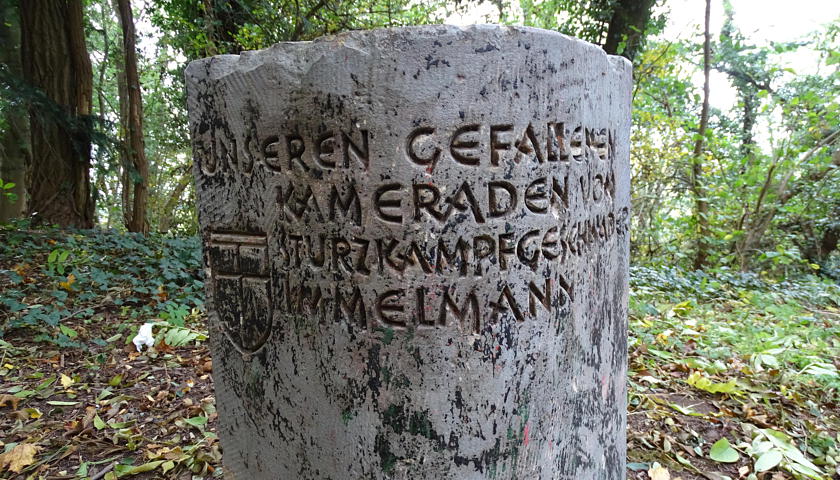 UNSEREN GEFALLENEN
KAMERADEN VOM
STURZKAMPFGESCHWADER
IMMELMANN